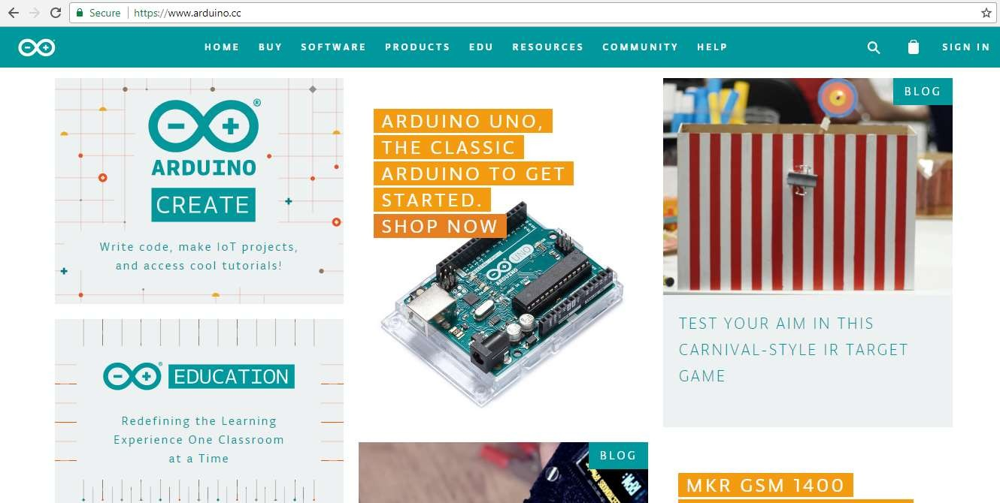 Secure
https://www.arduino.cc
HOME BUY SOFTWARE PRODUCTS EDU RESOURCES COMMUNITY HELP SIGN IN
ARDUINO
CREATE
Write code, make IoT projects,
and access cool tutorials!
EDUCATION
Redefining the Learning
Experience One Classroom
at a Time
ARDUINO UNO,
THE CLASSIC
ARDUINO TO GET
STARTED.
SHOP NOW
UNO
ARDUINO
BLOG
BLOG
TEST YOUR AIM IN THIS
CARNIVAL-STYLE IR TARGET
GAME
MKR GSM 1400